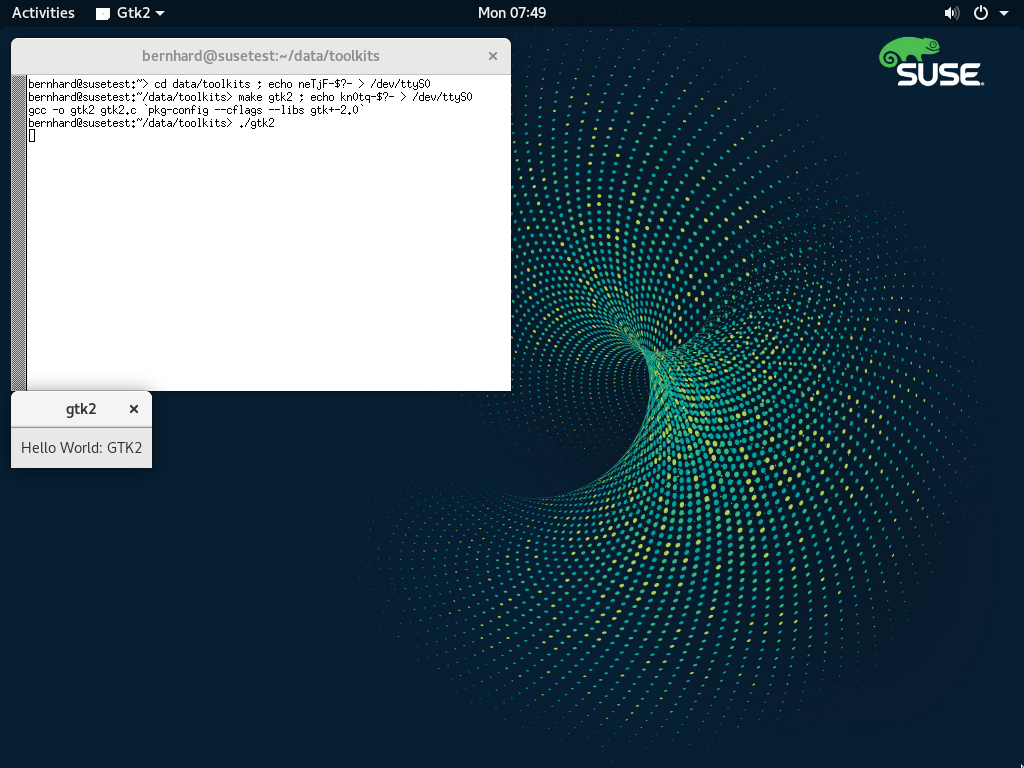 Activities Gtk2 Mon 07:49
bernhard@susetest:~/data/toolkits
SUSE
bernhard@susetest:~> cd data/toolkits ; echo neTjF-$?- > /dev/ttyS0
bernhard@susetest:~/data/toolkits> make gtk2 ; echo knOtq-$?- > /dev/ttyS0
gcc -o gtk2 gtk2.c `pkg-config --cflags --libs gtk+-2.0`
bernhard@susetest:~/data/toolkits> ./gtk2
gtk2
Hello World: GTK2